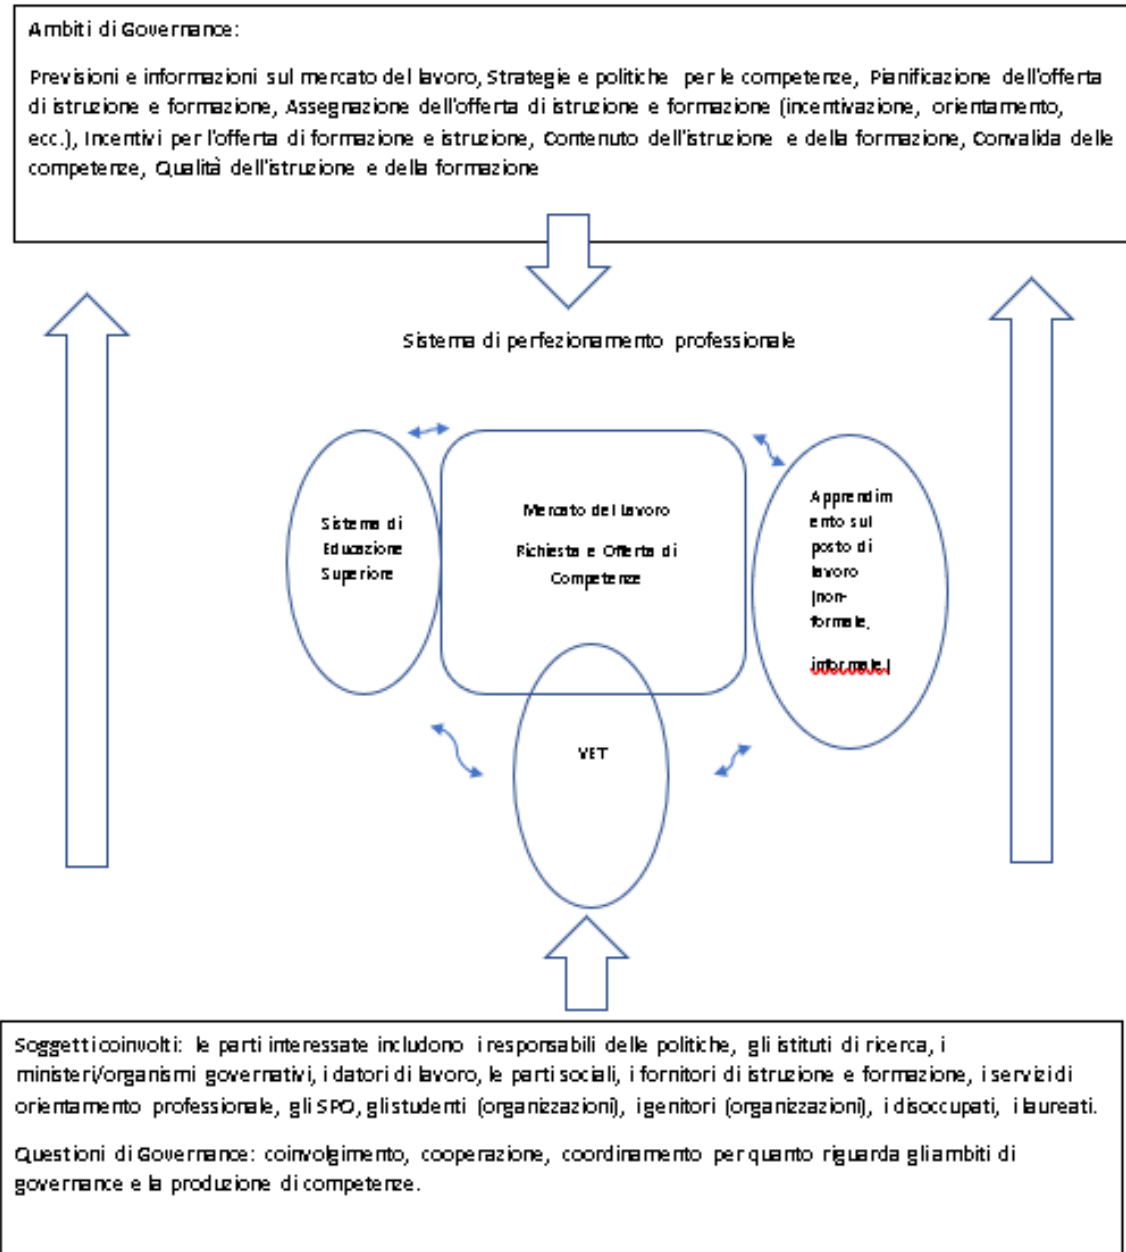 Ambiti di Governance:
Previsioni e informazioni sul mercato del lavoro, Strategie e politiche per le competenze, Pianificazione dell'offerta
di istruzione e formazione, Assegnazione dell'offerta di istruzione e formazione (incentivazione, orientamento,
ecc.), Incentivi per l'offerta di formazione e istruzione, Contenuto dell'istruzione e della formazione, Convalida delle
competenze, Qualità dell'istruzione e della formazione
Sistema di perfezionamento professionale
Sistema di
Educazione
Superiore
Mercato del Lavoro
Richiesta e Offerta di
Competenze
Apprendim
ento sul
posto di
lavoro
(non-
formale,
informale)
VET
Soggetti coinvolti: le parti interessate includono i responsabili delle politiche, gli istituti di ricerca, i
ministeri/organismi governativi, i datori di lavoro, le parti sociali, i fornitori di istruzione e formazione, i servizi di
orientamento professionale, gli SPO, gli studenti (organizzazioni), i genitori (organizzazioni), i disoccupati, i laureati.
Questioni di Governance: coinvolgimento, cooperazione, coordinamento per quanto riguarda gli ambiti di
governance e la produzione di competenze.